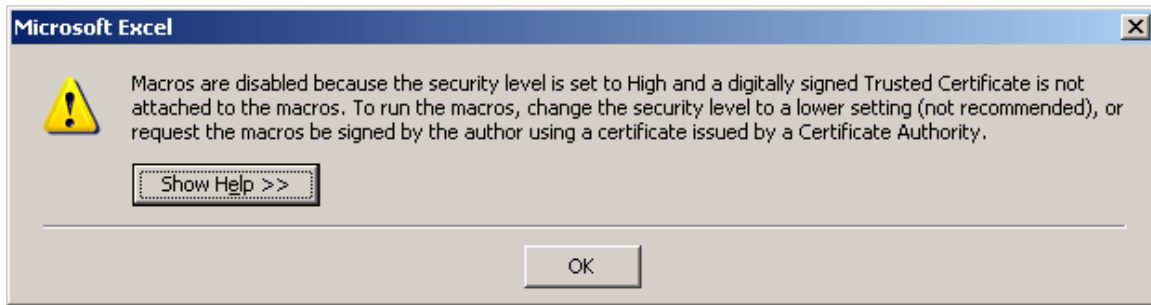 Microsoft Excel
Macros are disabled because the security level is set to High and a digitally signed Trusted Certificate is not
attached to the macros. To run the macros, change the security level to a lower setting (not recommended), or
request the macros be signed by the author using a certificate issued by a Certificate Authority.
Show Help >>
OK